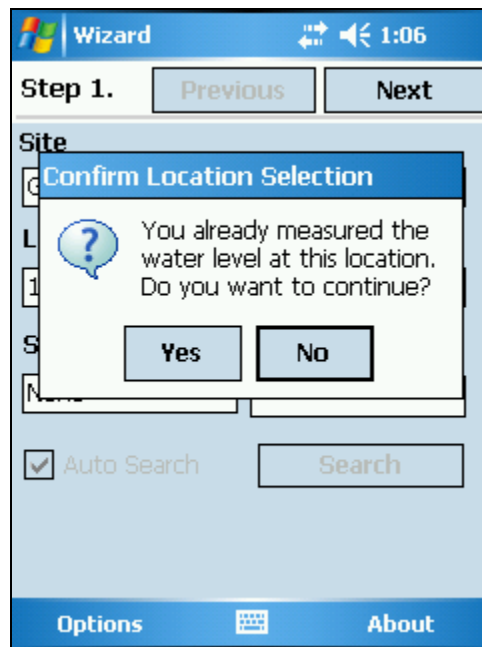 Wizard 1:06
Step 1. Previous Next
Site
Confirm Location Selection
You already measured the
water level at this location.
Do you want to continue?
Yes No
Auto Search Search
Options About